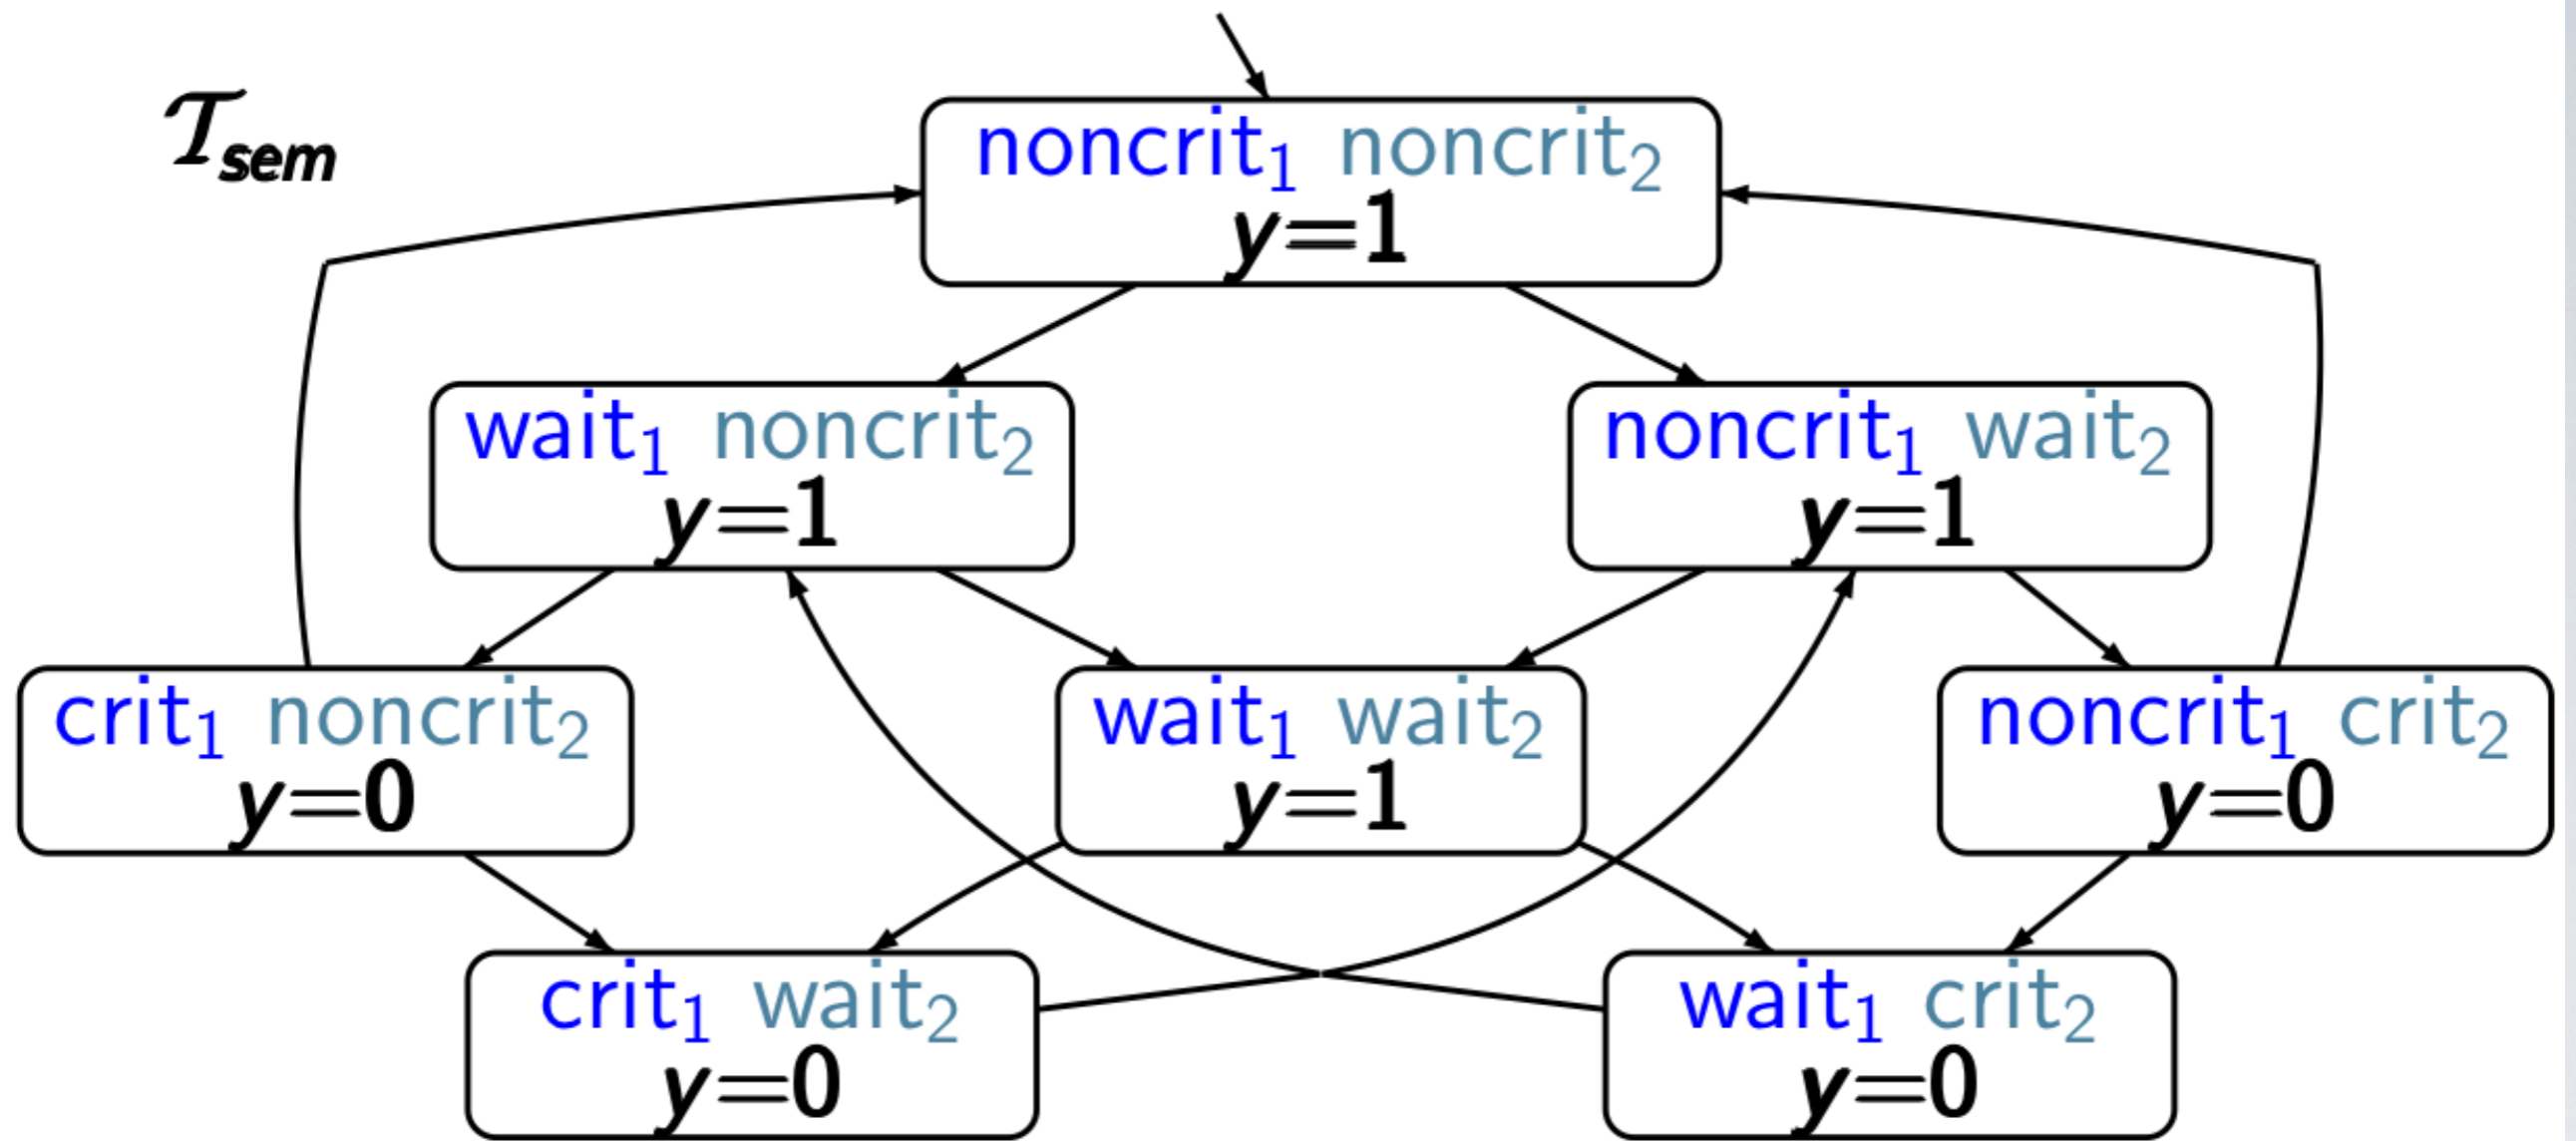 𝒯sem
noncrit₁ noncrit₂
y=1
wait₁ noncrit₂
y=1
noncrit₁ wait₂
y=1
crit₁ noncrit₂
y=0
wait₁ wait₂
y=1
noncrit₁ crit₂
y=0
crit₁ wait₂
y=0
wait₁ crit₂
y=0